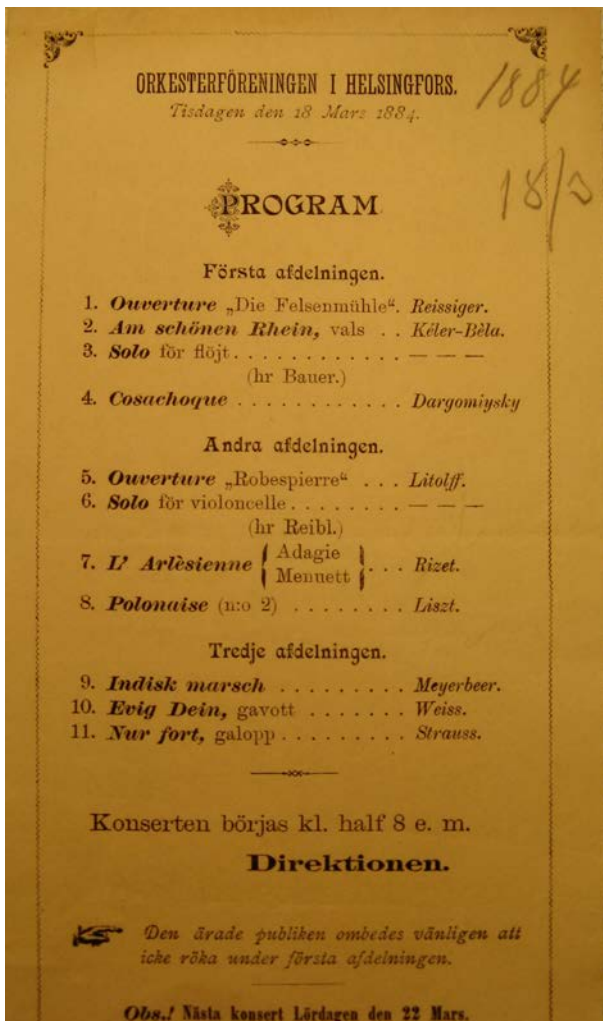 ORKESTERFÖRENINGEN I HELSINGFORS.
Tisdagen den 18 Mars 1884.
1884
18/3
PROGRAM.
Första afdelningen.
1. Ouverture „Die Felsenmühle“. Reissiger.
2. Am schönen Rhein, vals . . Kéler-Bèla.
3. Solo för flöjt. . . . . . . . . . . . — — —
(hr Bauer.)
4. Cosachoque . . . . . . . . . . . . Dargomiysky
Andra afdelningen.
5. Ouverture „Robespierre“ . . . Litolff.
6. Solo för violoncelle . . . . . . . . — — —
(hr Reibl.)
7. L' Arlèsienne { Adagie Menuett } . . . Rizet.
8. Polonaise (n:o 2) . . . . . . . . Liszt.
Tredje afdelningen.
9. Indisk marsch . . . . . . . . . Meyerbeer.
10. Evig Dein, gavott . . . . . . . Weiss.
11. Nur fort, galopp . . . . . . . . . Strauss.
Konserten börjas kl. half 8 e. m.
Direktionen.
Den ärade publiken ombedes vänligen att
icke röka under första afdelningen.
Obs.! Nästa konsert Lördagen den 22 Mars.